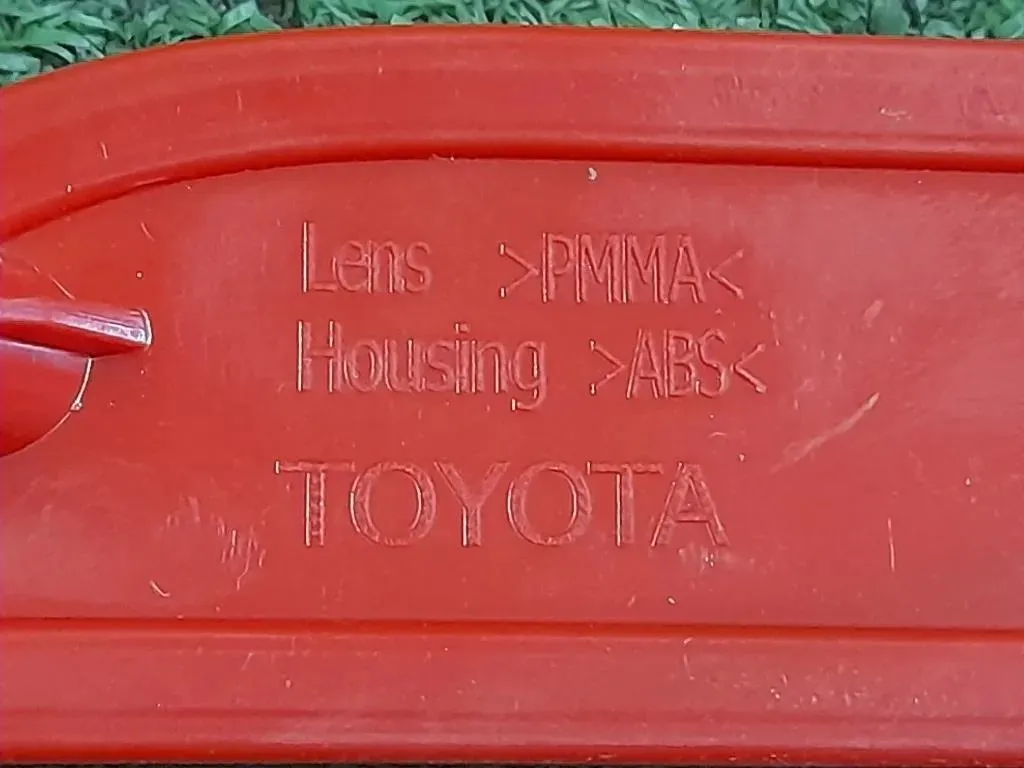 Lens >PMMA<
Housing >ABS<
TOYOTA